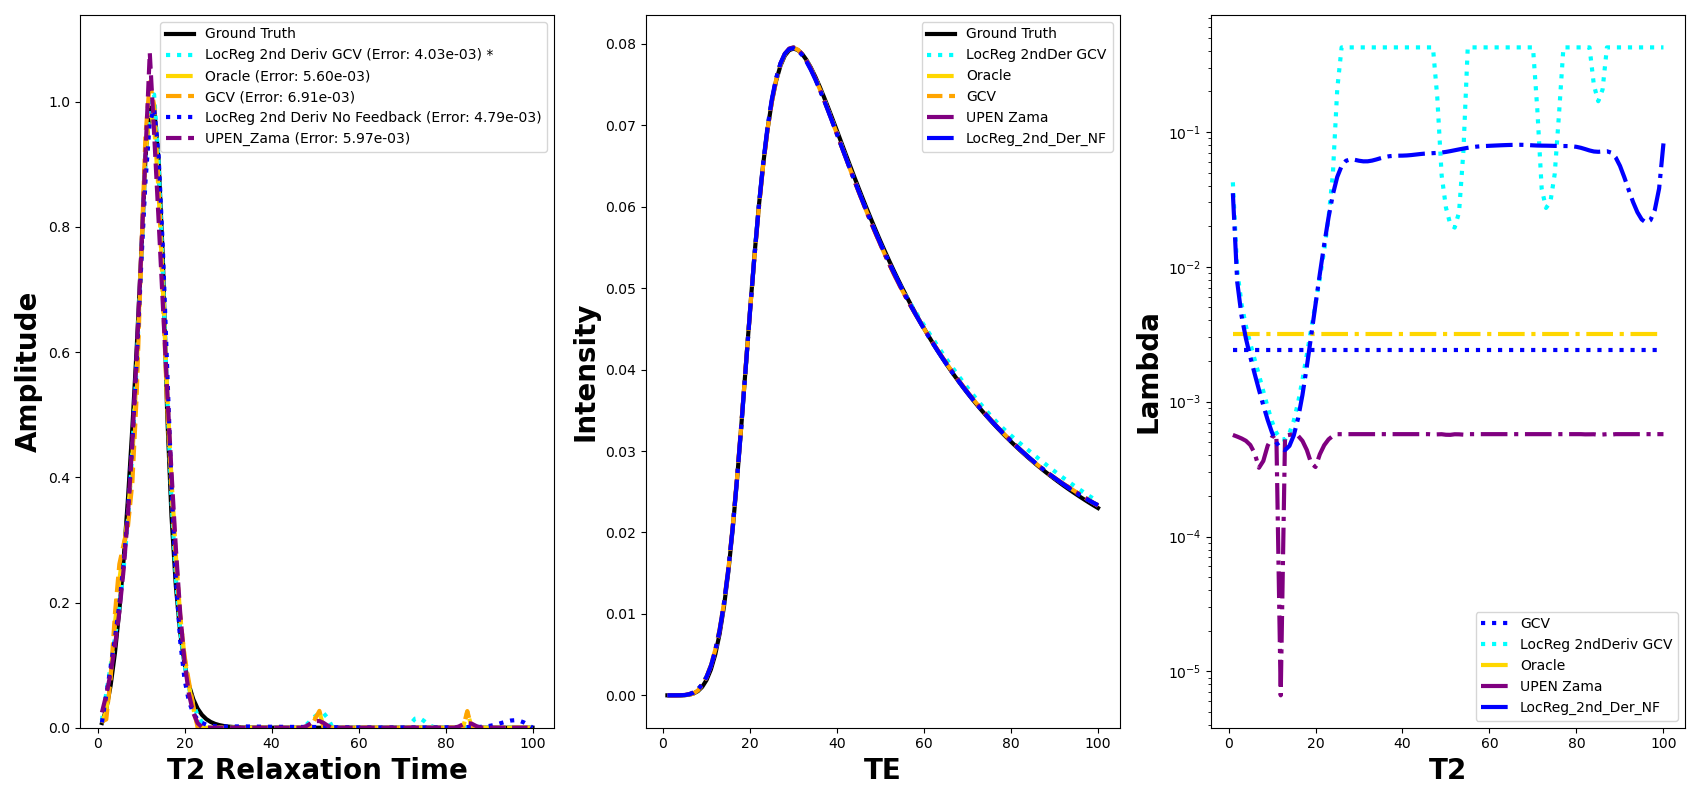 Ground Truth
LocReg 2nd Deriv GCV (Error: 4.03e-03) *
Oracle (Error: 5.60e-03)
GCV (Error: 6.91e-03)
LocReg 2nd Deriv No Feedback (Error: 4.79e-03)
UPEN_Zama (Error: 5.97e-03)
1.0
0.8
0.6
0.4
0.2
0.0
0
20
40
60
80
100
Amplitude
T2 Relaxation Time
Ground Truth
LocReg 2ndDer GCV
Oracle
GCV
UPEN Zama
LocReg_2nd_Der_NF
0.08
0.07
0.06
0.05
0.04
0.03
0.02
0.01
0.00
0
20
40
60
80
100
Intensity
TE
10⁻¹
10⁻²
10⁻³
10⁻⁴
10⁻⁵
GCV
LocReg 2ndDeriv GCV
Oracle
UPEN Zama
LocReg_2nd_Der_NF
0
20
40
60
80
100
Lambda
T2